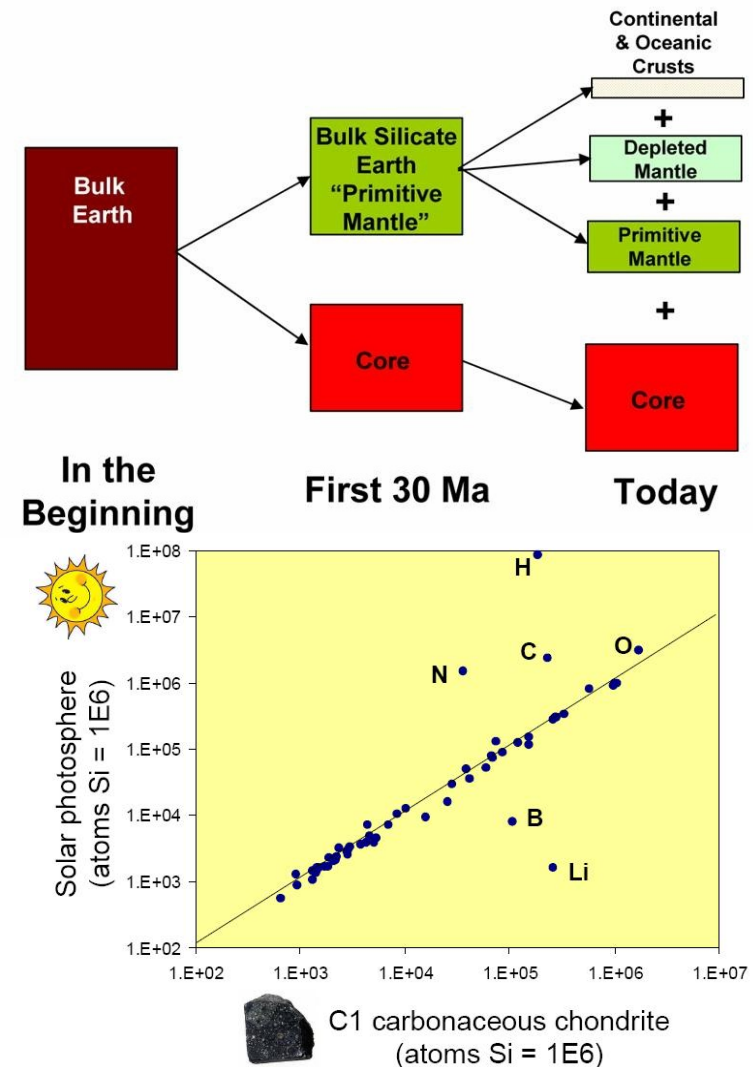 Continental
& Oceanic
Crusts
+
Bulk
Earth
Bulk Silicate
Earth
“Primitive
Mantle”
Depleted
Mantle
+
Primitive
Mantle
+
Core
Core
In the
Beginning
First 30 Ma
Today
Solar photosphere
(atoms Si = 1E6)
1.E+08
1.E+07
1.E+06
1.E+05
1.E+04
1.E+03
1.E+02
H
N
C
O
B
Li
1.E+02 1.E+03 1.E+04 1.E+05 1.E+06 1.E+07
C1 carbonaceous chondrite
(atoms Si = 1E6)